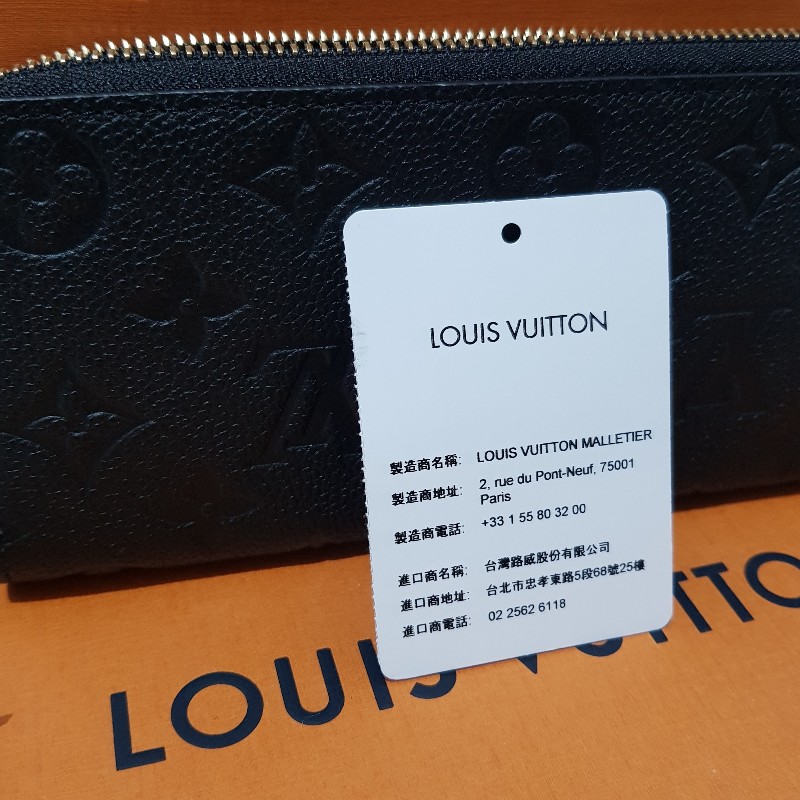 LOUIS VUITTON
製造商名稱: LOUIS VUITTON MALLETIER
製造商地址: 2, rue du Pont-Neuf, 75001
Paris
製造商電話: +33 1 55 80 32 00
進口商名稱: 台灣路威股份有限公司
進口商地址: 台北市忠孝東路5段68號25樓
進口商電話: 02 2562 6118
LOUIS VUITTO